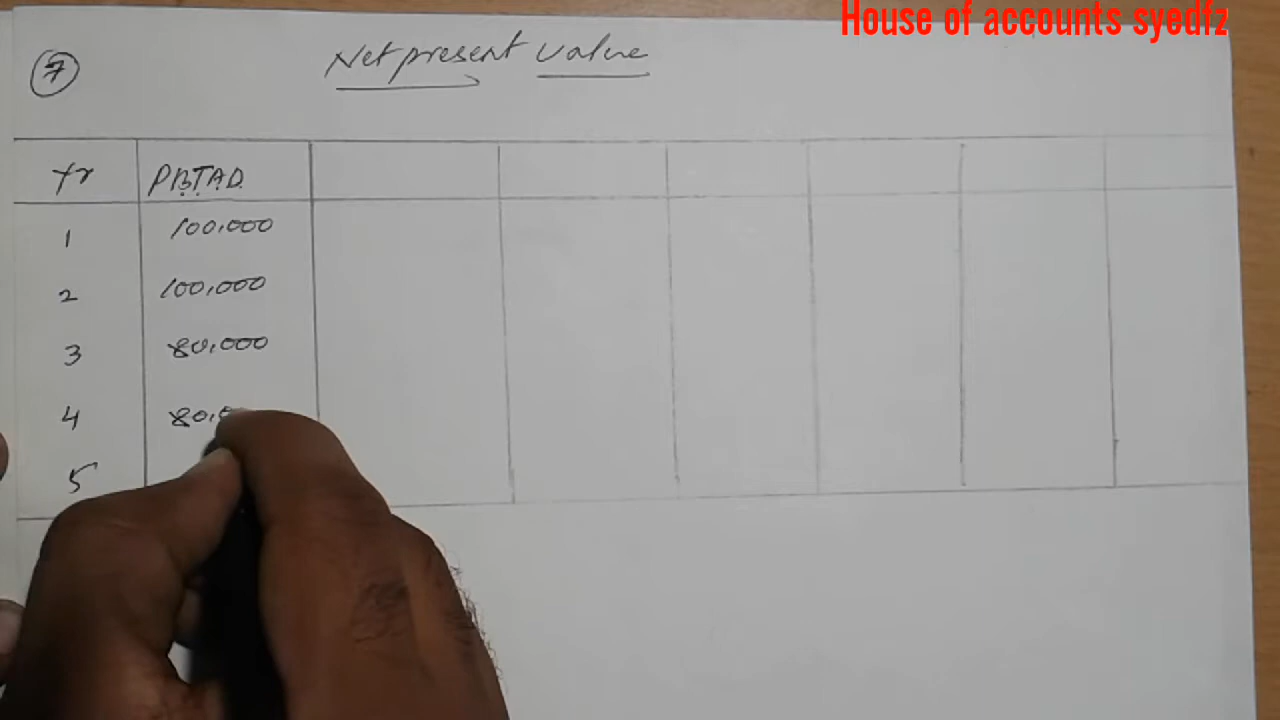 House of accounts syedfz
7
Net present value
Yr PBTAD
1 100,000
2 100,000
3 80,000
4
5